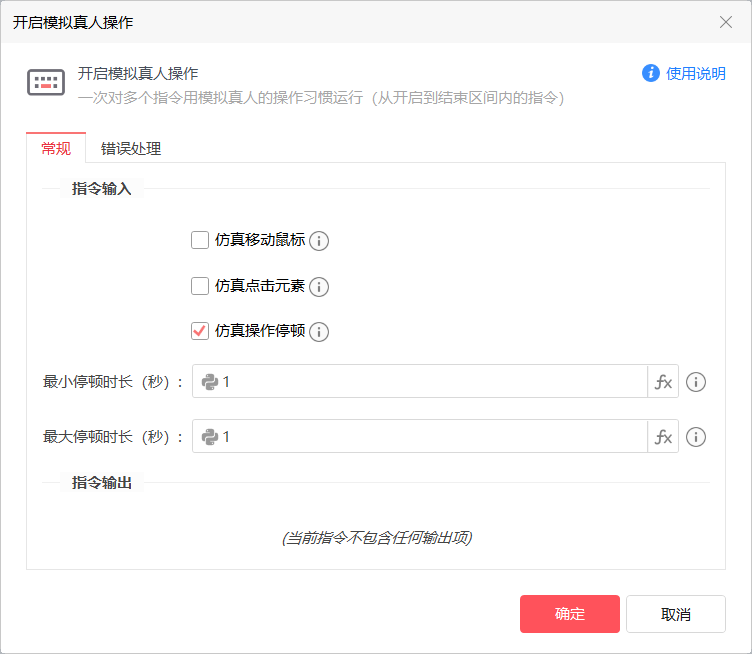 开启模拟真人操作
开启模拟真人操作
使用说明
一次对多个指令用模拟真人的操作习惯运行（从开启到结束区间内的指令）
常规 错误处理
指令输入
仿真移动鼠标
仿真点击元素
仿真操作停顿
最小停顿时长（秒）: 1 fx
最大停顿时长（秒）: 1 fx
指令输出
(当前指令不包含任何输出项)
确定 取消